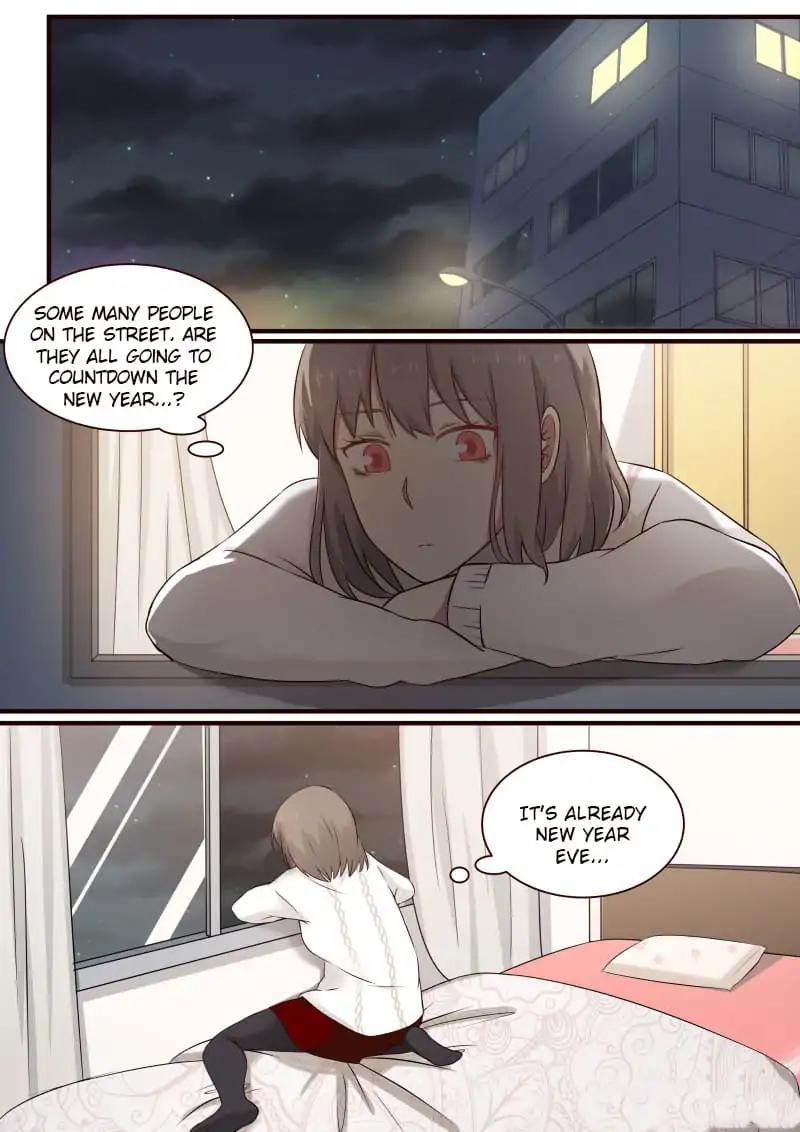 SOME MANY PEOPLE
ON THE STREET. ARE
THEY ALL GOING TO
COUNTDOWN THE
NEW YEAR...?
IT'S ALREADY
NEW YEAR
EVE...